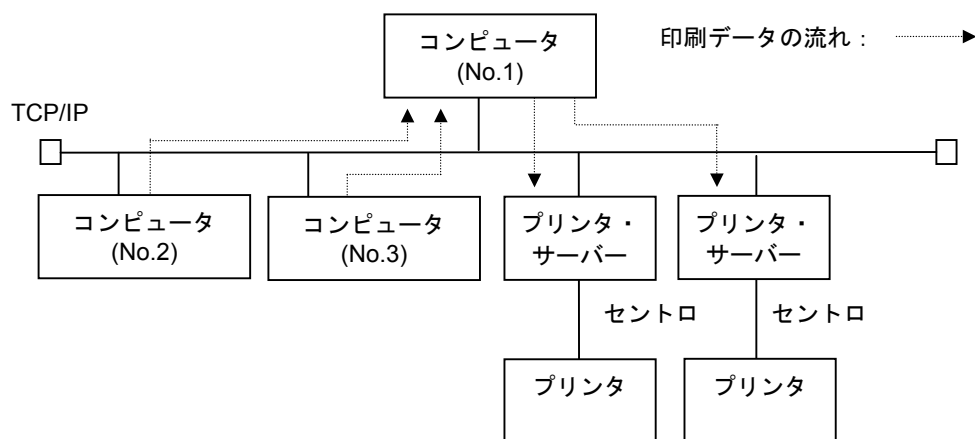 コンピュータ
(No.1)
印刷データの流れ：
TCP/IP
コンピュータ
(No.2)
コンピュータ
(No.3)
プリンタ・
サーバー
プリンタ・
サーバー
セントロ
セントロ
プリンタ
プリンタ